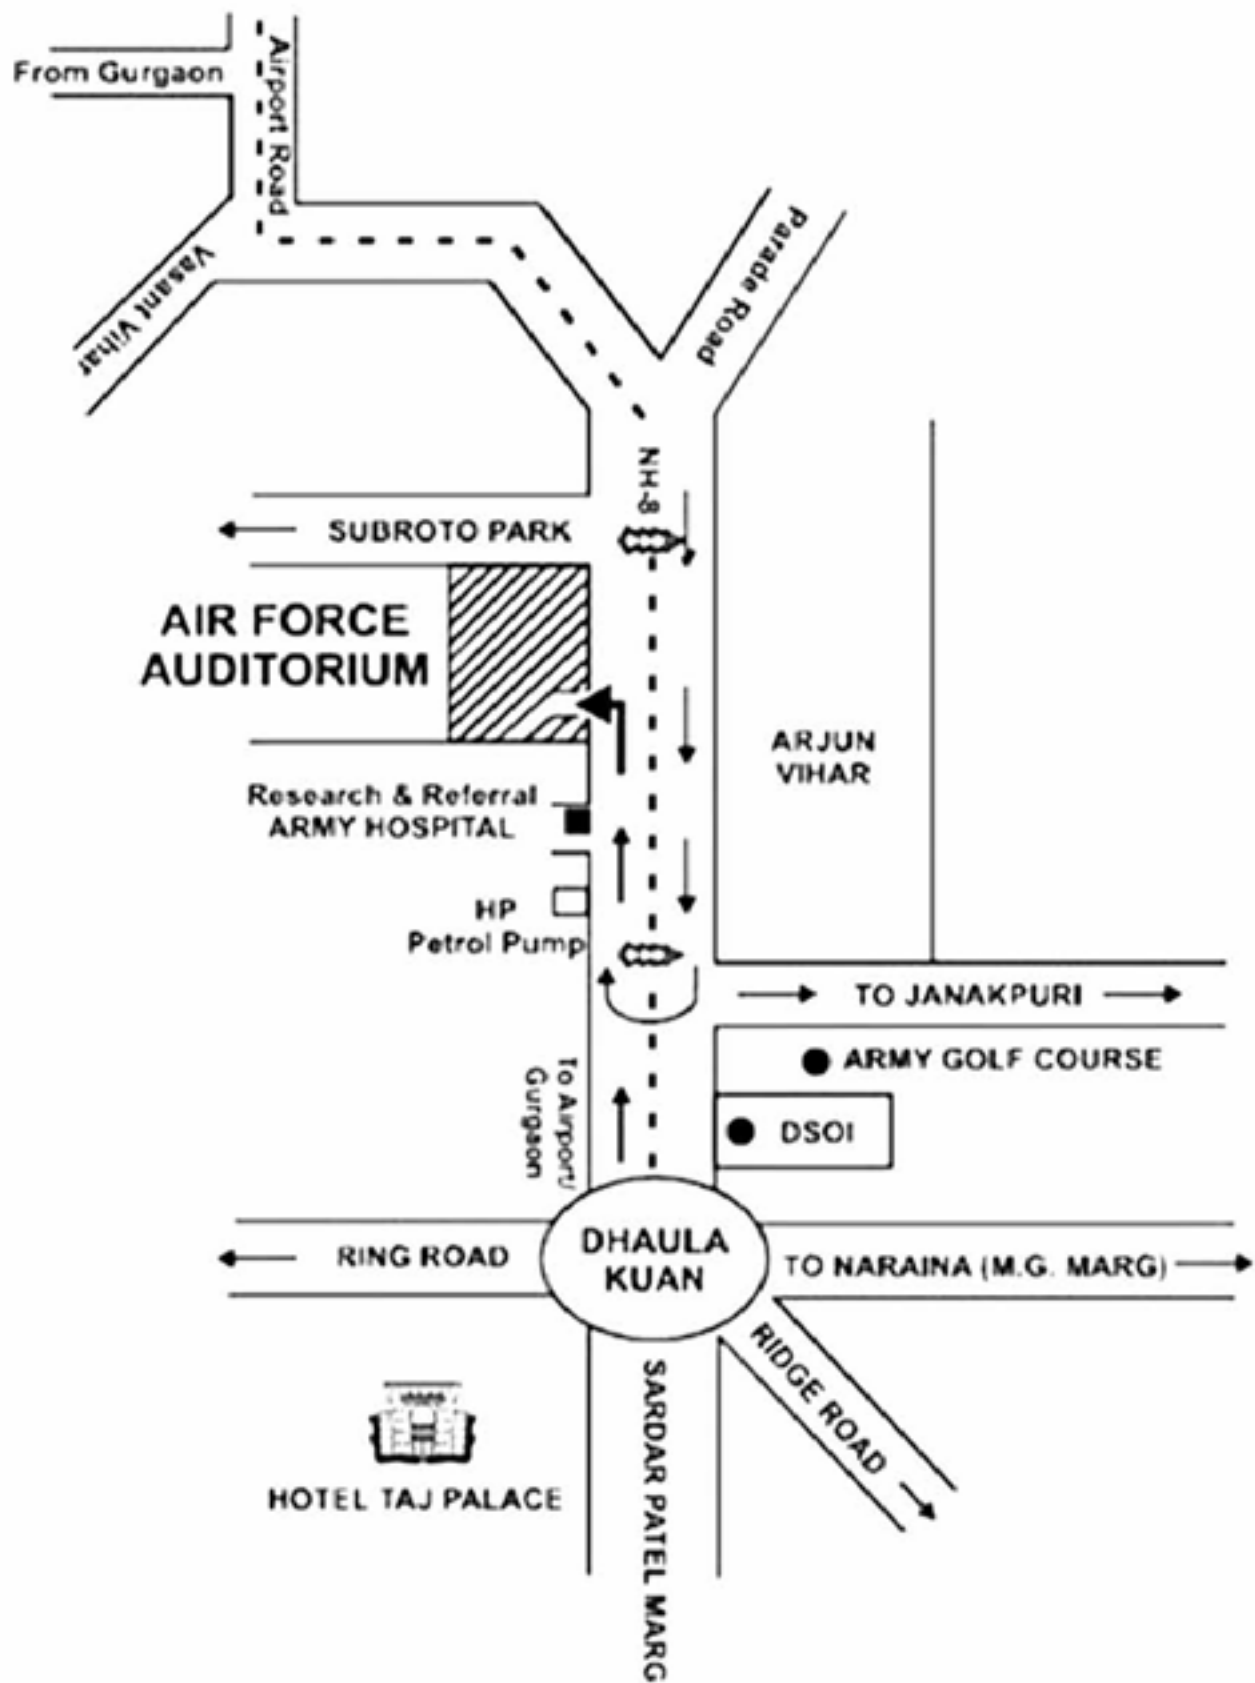 From Gurgaon
Airport Road
Vasant Vihar
Parade Road
NH-8
SUBROTO PARK
AIR FORCE
AUDITORIUM
ARJUN
VIHAR
Research & Referral
ARMY HOSPITAL
HP
Petrol Pump
TO JANAKPURI
ARMY GOLF COURSE
To Airport/
Gurgaon
DSOI
DHAULA
KUAN
RING ROAD
TO NARAINA (M.G. MARG)
RIDGE ROAD
SARDAR PATEL MARG
HOTEL TAJ PALACE